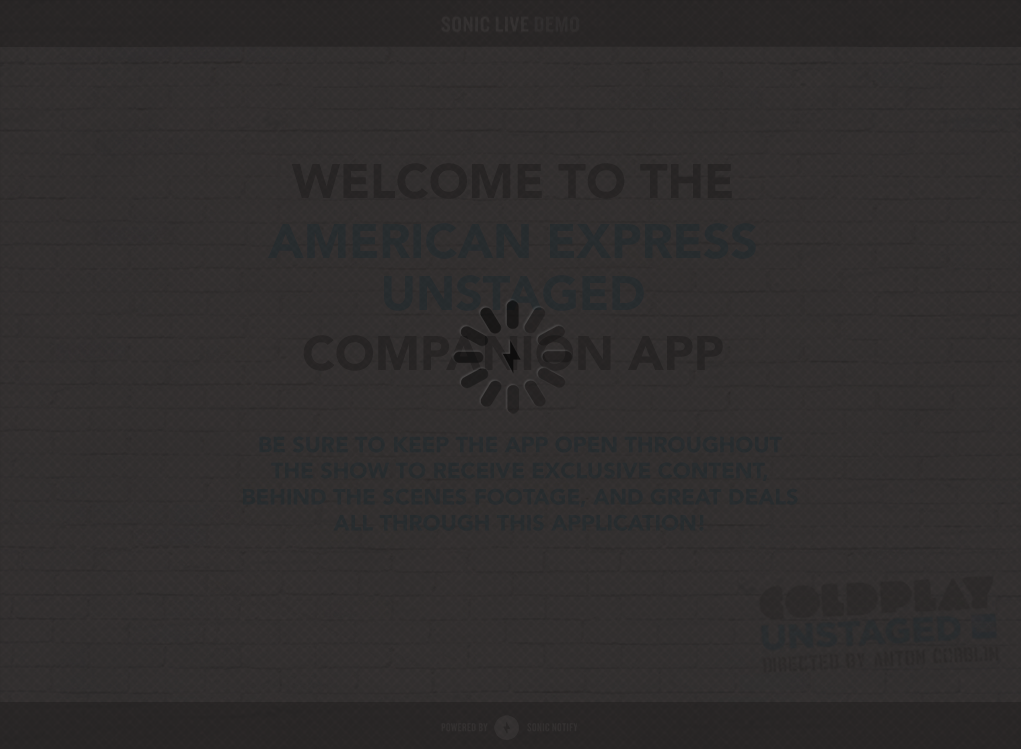 SONIC LIVE DEMO
WELCOME TO THE
AMERICAN EXPRESS
UNSTAGED
COMPANION APP
BE SURE TO KEEP THE APP OPEN THROUGHOUT
THE SHOW TO RECEIVE EXCLUSIVE CONTENT,
BEHIND THE SCENES FOOTAGE, AND GREAT DEALS
ALL THROUGH THIS APPLICATION!
COLDPLAY
UNSTAGED
DIRECTED BY ANTON CORBIJN
POWERED BY SONIC NOTIFY